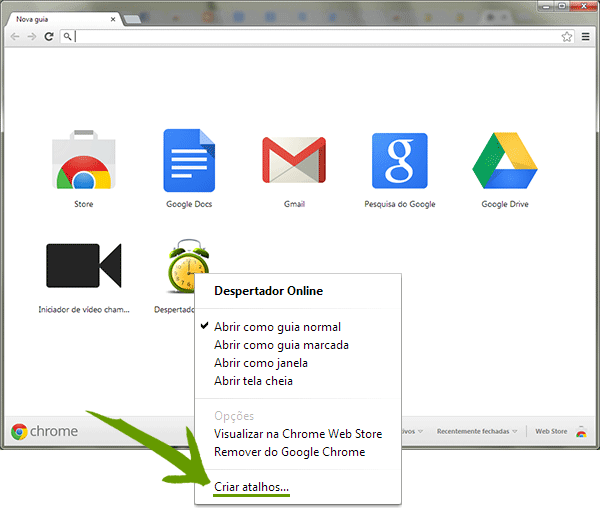 Nova guia
Store
Google Docs
Gmail
Pesquisa do Google
Google Drive
Iniciador de vídeo cham...
Despertad
Despertador Online
Abrir como guia normal
Abrir como guia marcada
Abrir como janela
Abrir tela cheia
Opções
Visualizar na Chrome Web Store
Remover do Google Chrome
Criar atalhos...
chrome
tivos
Recentemente fechadas
Web Store